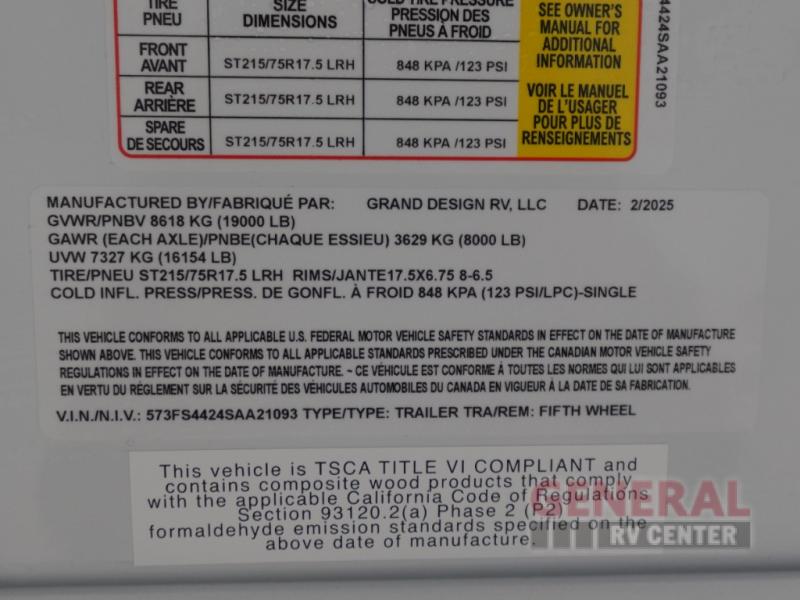 TIRE SIZE COLD TIRE PRESSURE
PNEU DIMENSIONS PRESSION DES
PNEUS À FROID
FRONT
AVANT ST215/75R17.5 LRH 848 KPA /123 PSI
REAR
ARRIÈRE ST215/75R17.5 LRH 848 KPA /123 PSI
SPARE
DE SECOURS ST215/75R17.5 LRH 848 KPA /123 PSI
SEE OWNER'S
MANUAL FOR
ADDITIONAL
INFORMATION
VOIR LE MANUEL
DE L'USAGER
POUR PLUS DE
RENSEIGNEMENTS
4424SAA21093
MANUFACTURED BY/FABRIQUÉ PAR: GRAND DESIGN RV, LLC DATE: 2/2025
GVWR/PNBV 8618 KG (19000 LB)
GAWR (EACH AXLE)/PNBE(CHAQUE ESSIEU) 3629 KG (8000 LB)
UVW 7327 KG (16154 LB)
TIRE/PNEU ST215/75R17.5 LRH RIMS/JANTE17.5X6.75 8-6.5
COLD INFL. PRESS/PRESS. DE GONFL. À FROID 848 KPA (123 PSI/LPC)-SINGLE
THIS VEHICLE CONFORMS TO ALL APPLICABLE U.S. FEDERAL MOTOR VEHICLE SAFETY STANDARDS IN EFFECT ON THE DATE OF MANUFACTURE
SHOWN ABOVE. THIS VEHICLE CONFORMS TO ALL APPLICABLE STANDARDS PRESCRIBED UNDER THE CANADIAN MOTOR VEHICLE SAFETY
REGULATIONS IN EFFECT ON THE DATE OF MANUFACTURE. ~ CE VÉHICULE EST CONFORME À TOUTES LES NORMES QUI LUI SONT APPLICABLES
EN VERTU DU RÉGLEMENT SUR LA SÉCURITÉ DES VÉHICULES AUTOMOBILES DU CANADA EN VIGUEUR À LA DATE DE SA FABRICATION.
V.I.N./N.I.V.: 573FS4424SAA21093 TYPE/TYPE: TRAILER TRA/REM: FIFTH WHEEL
This vehicle is TSCA TITLE VI COMPLIANT and
contains composite wood products that comply
with the applicable California Code of Regulations
Section 93120.2(a) Phase 2 (P2)
formaldehyde emission standards specified on the
above date of manufacture.
GENERAL
RV CENTER